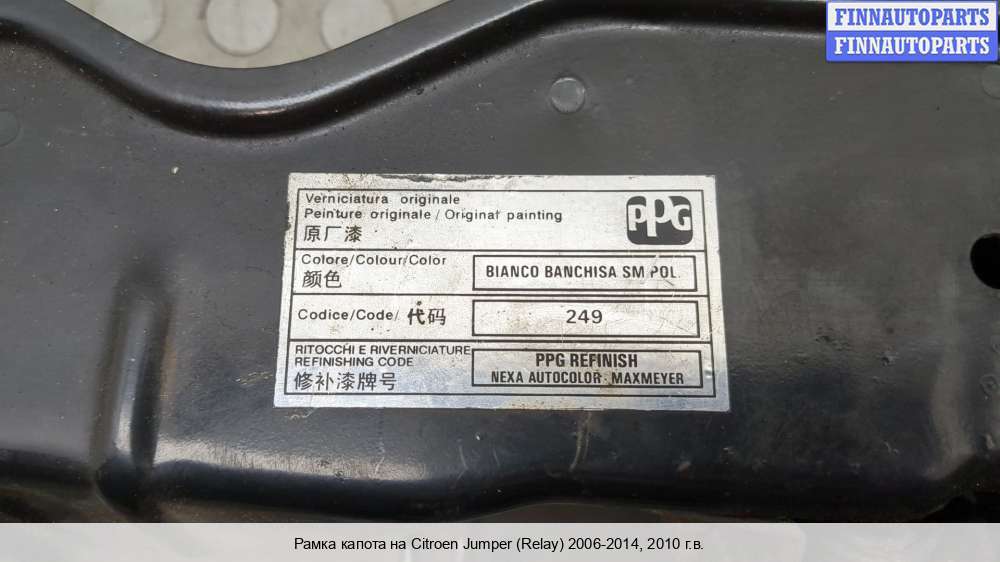 FINNAUTOPARTS
FINNAUTOPARTS
Verniciatura originale
Peinture originale / Original painting
原厂漆
PPG
Colore/Colour/Color
颜色
BIANCO BANCHISA SM POL.
Codice/Code/ 代码
249
RITOCCHI E RIVERNICIATURE
REFINISHING CODE
修补漆牌号
PPG REFINISH
NEXA AUTOCOLOR - MAXMEYER
Рамка капота на Citroen Jumper (Relay) 2006-2014, 2010 г.в.